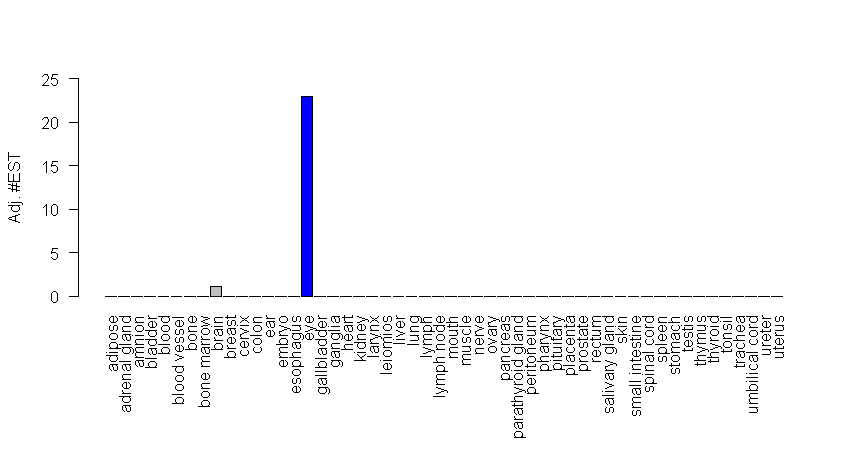 Adj. #EST
25
20
15
10
5
0
adipose
adrenal gland
amnion
bladder
blood
blood vessel
bone
bone marrow
brain
breast
cervix
colon
ear
embryo
esophagus
eye
gallbladder
ganglia
heart
kidney
larynx
leiomios
liver
lung
lymph
lymph node
mouth
muscle
nerve
ovary
pancreas
parathyroid gland
peritoneum
pharynx
pituitary
placenta
prostate
rectum
salivary gland
skin
small intestine
spinal cord
spleen
stomach
testis
thymus
thyroid
tonsil
trachea
umbilical cord
ureter
uterus